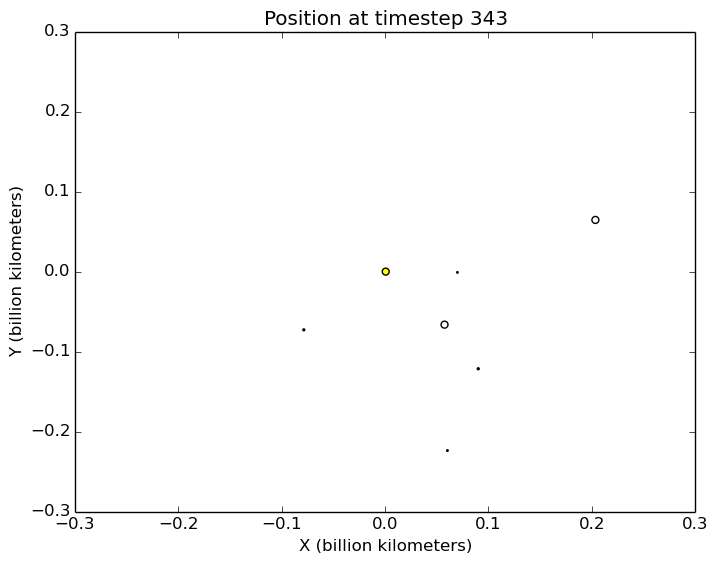 Position at timestep 343
0.3
0.2
0.1
0.0
−0.1
−0.2
−0.3
Y (billion kilometers)
−0.3 −0.2 −0.1 0.0 0.1 0.2 0.3
X (billion kilometers)